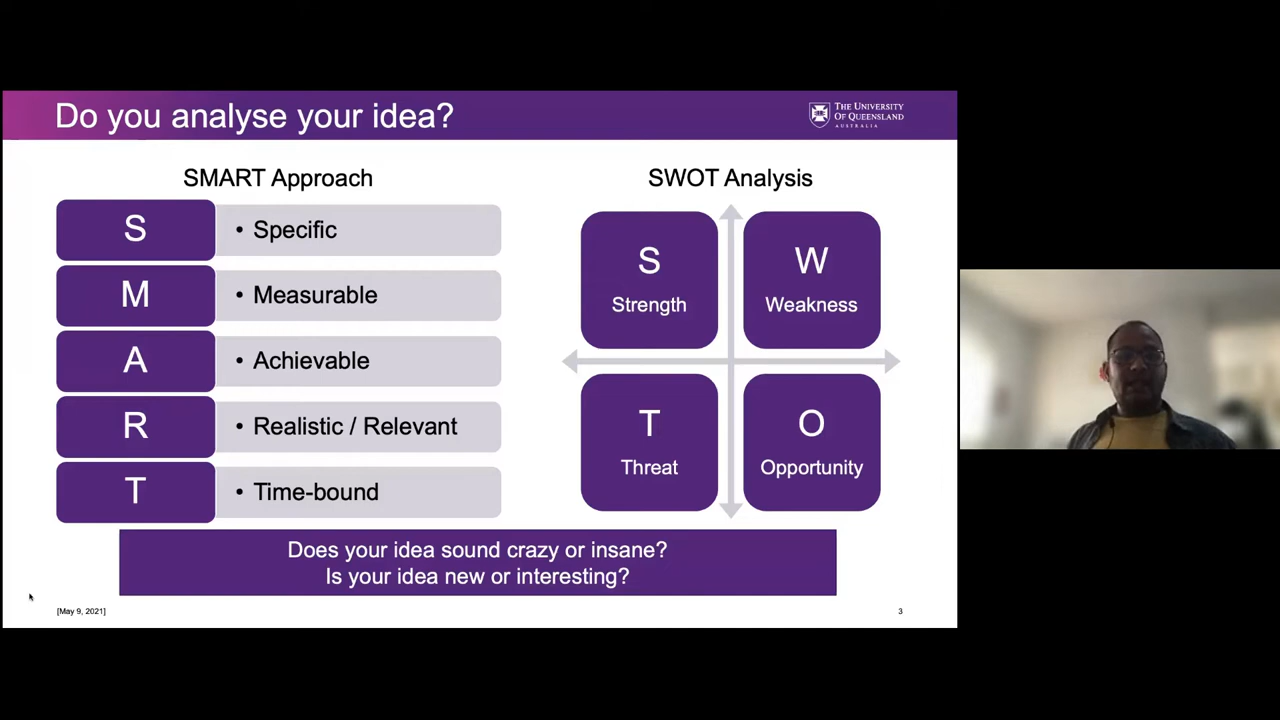 Do you analyse your idea?
THE UNIVERSITY
OF QUEENSLAND
AUSTRALIA
SMART Approach
S
• Specific
M
• Measurable
A
• Achievable
R
• Realistic / Relevant
T
• Time-bound
SWOT Analysis
S
Strength
W
Weakness
T
Threat
O
Opportunity
Does your idea sound crazy or insane?
Is your idea new or interesting?
[May 9, 2021]
3